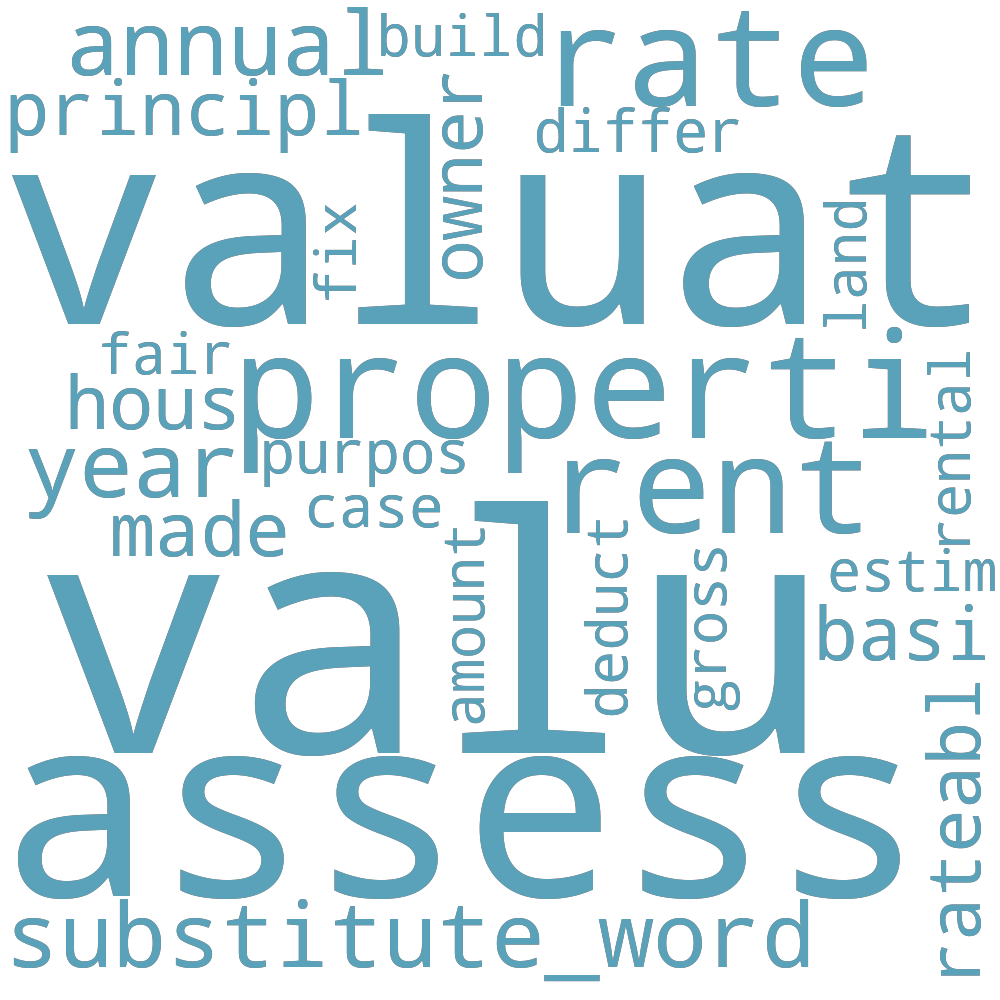 annual
build
rate
principl
owner
differ
valuat
fix
land
fair
properti
hous
rental
year
purpos
rent
case
made
valu
amount
deduct
gross
estim
basi
assess
rateabl
substitute_word